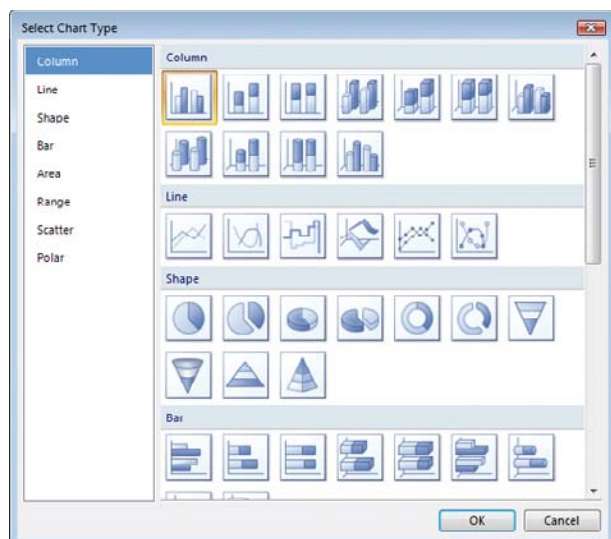 Select Chart Type
Column
Line
Shape
Bar
Area
Range
Scatter
Polar
Column
Line
Shape
Bar
OK
Cancel